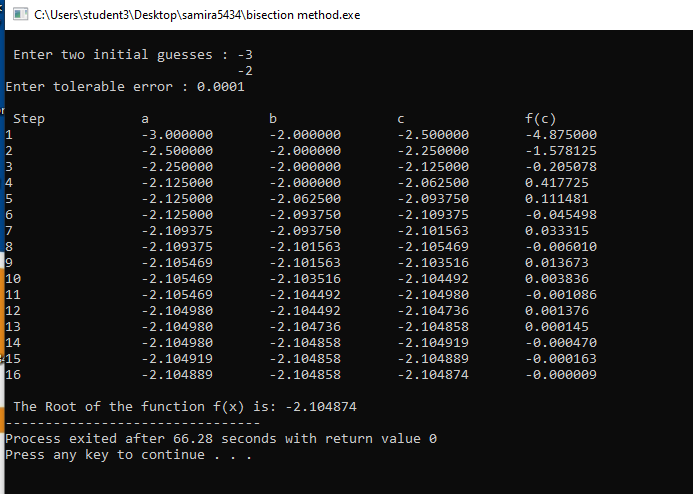 C:\Users\student3\Desktop\samira5434\bisection method.exe
Enter two initial guesses : -3
-2
Enter tolerable error : 0.0001
Step a b c f(c)
1 -3.000000 -2.000000 -2.500000 -4.875000
2 -2.500000 -2.000000 -2.250000 -1.578125
3 -2.250000 -2.000000 -2.125000 -0.205078
4 -2.125000 -2.000000 -2.062500 0.417725
5 -2.125000 -2.062500 -2.093750 0.111481
6 -2.125000 -2.093750 -2.109375 -0.045498
7 -2.109375 -2.093750 -2.101563 0.033315
8 -2.109375 -2.101563 -2.105469 -0.006010
9 -2.105469 -2.101563 -2.103516 0.013673
10 -2.105469 -2.103516 -2.104492 0.003836
11 -2.105469 -2.104492 -2.104980 -0.001086
12 -2.104980 -2.104492 -2.104736 0.001376
13 -2.104980 -2.104736 -2.104858 0.000145
14 -2.104980 -2.104858 -2.104919 -0.000470
15 -2.104919 -2.104858 -2.104889 -0.000163
16 -2.104889 -2.104858 -2.104874 -0.000009
The Root of the function f(x) is: -2.104874
--------------------------------
Process exited after 66.28 seconds with return value 0
Press any key to continue . . .